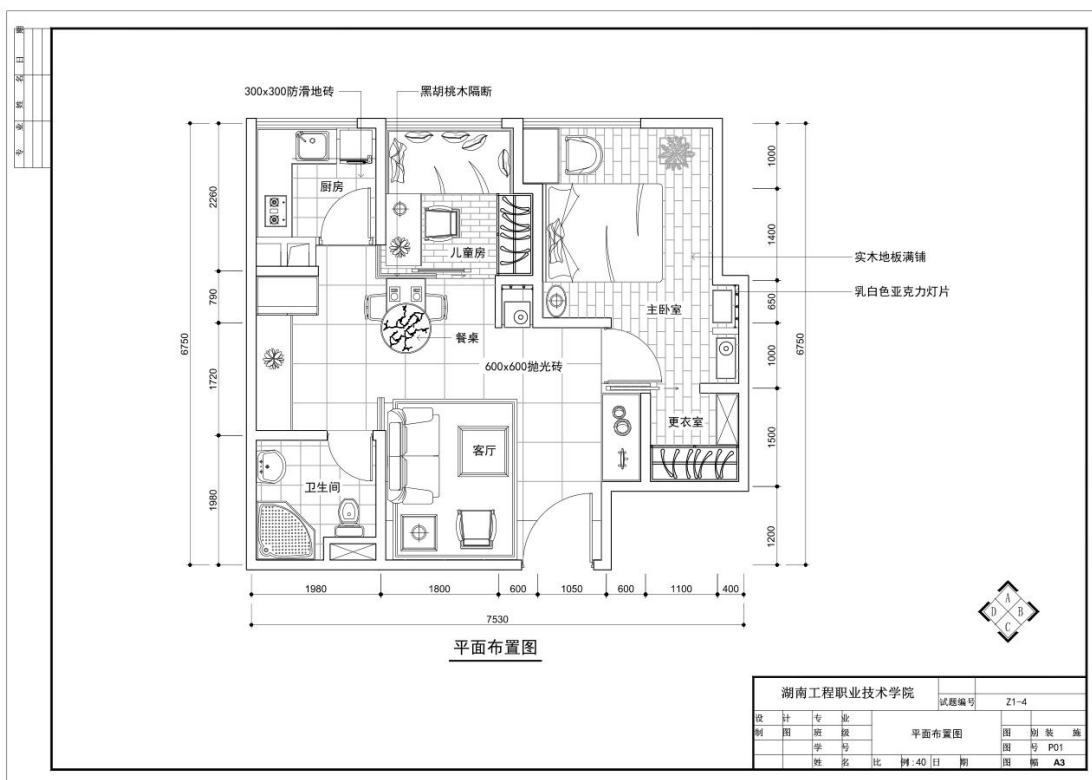 300x300防滑地砖
黑胡桃木隔断
厨房
儿童房
实木地板满铺
乳白色亚克力灯片
主卧室
餐桌
600x600抛光砖
更衣室
客厅
卫生间
2260
790
1720
1980
6750
1000
1400
650
1000
1500
1200
6750
1980
1800
600
1050
600
1100
400
7530
平面布置图
A
D B
C
湖南工程职业技术学院
试题编号 Z1-4
设 计 专 业
制 图 班 级 平面布置图 图 别 装 施
学 号 图 号 P01
姓 名 比 例 :40 日 期 图 幅 A3
日
姓 名
专 业